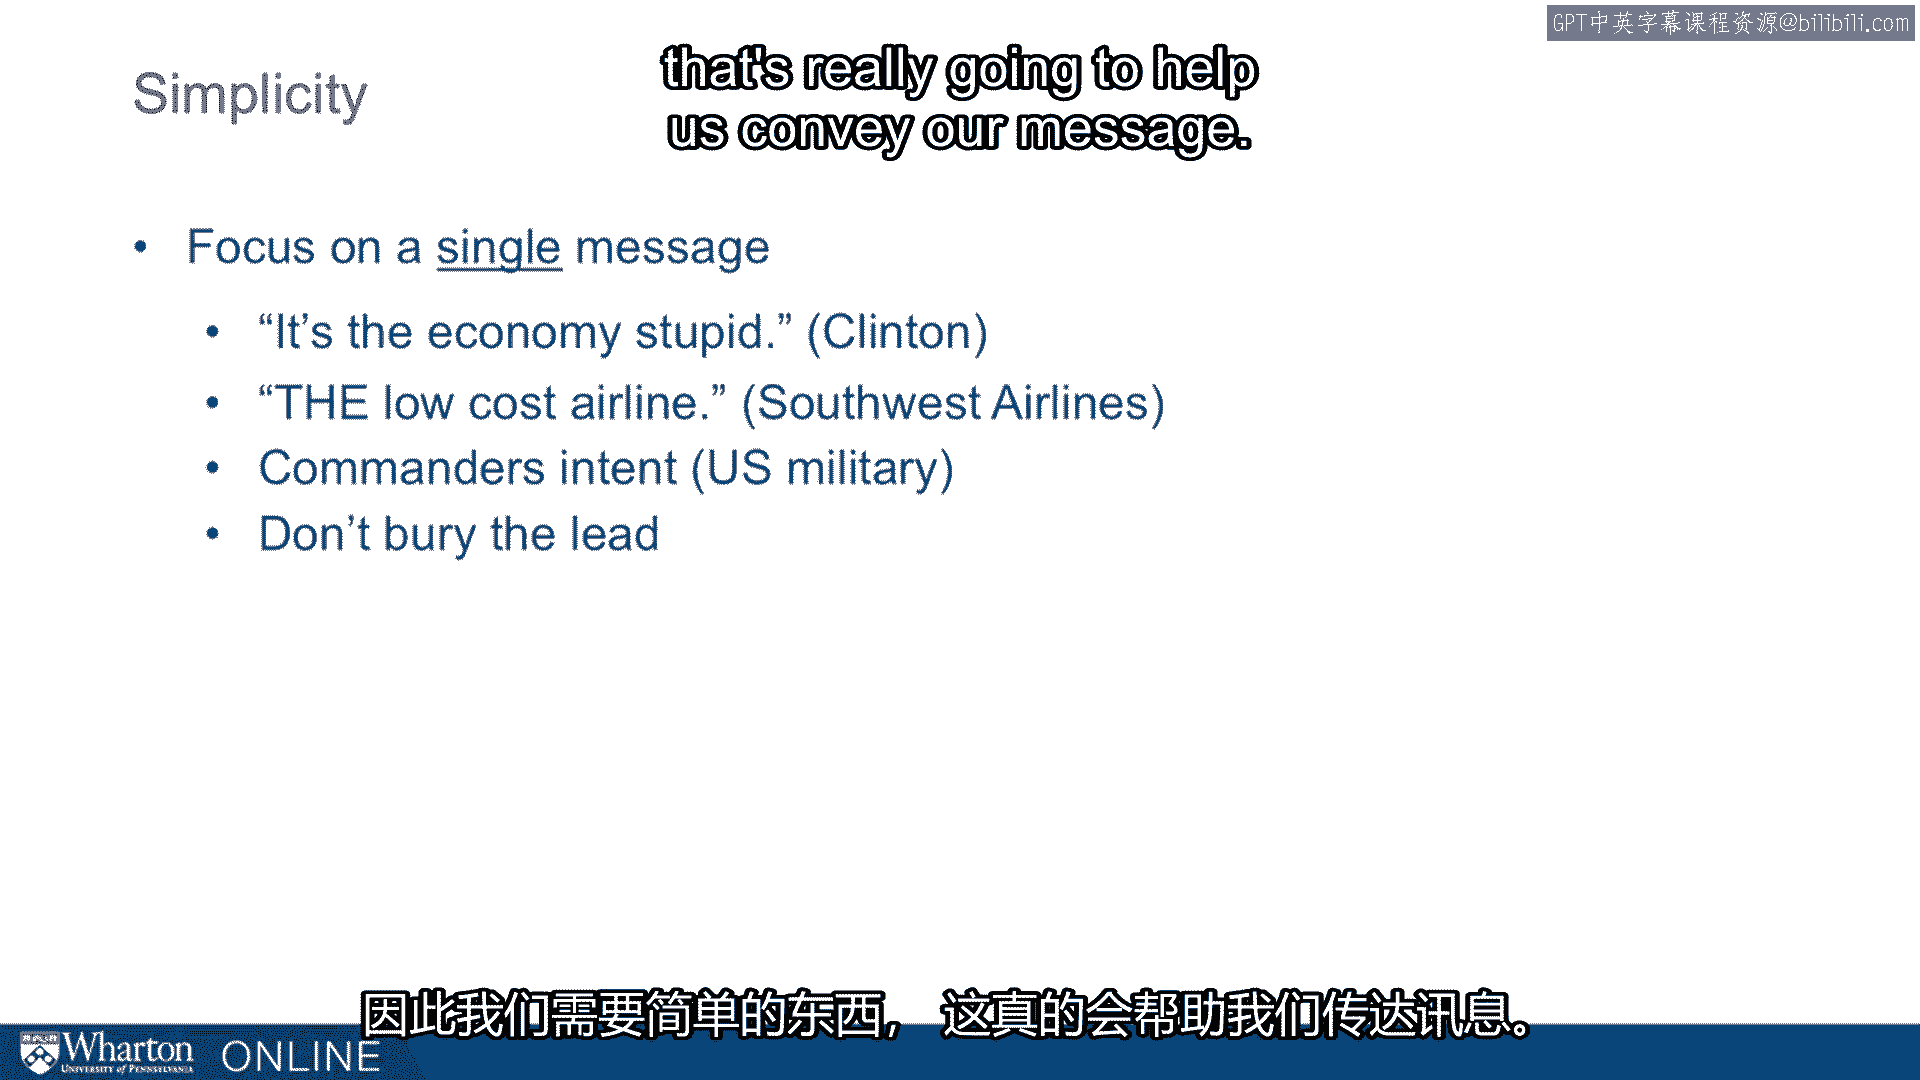 GPT中英字幕课程资源@bilibili.com
that's really going to help
us convey our message.
Simplicity
• Focus on a single message
• “It’s the economy stupid.” (Clinton)
• “THE low cost airline.” (Southwest Airlines)
• Commanders intent (US military)
• Don’t bury the lead
因此我们需要简单的东西， 这真的会帮助我们传达讯息。
Wharton ONLINE
UNIVERSITY OF PENNSYLVANIA